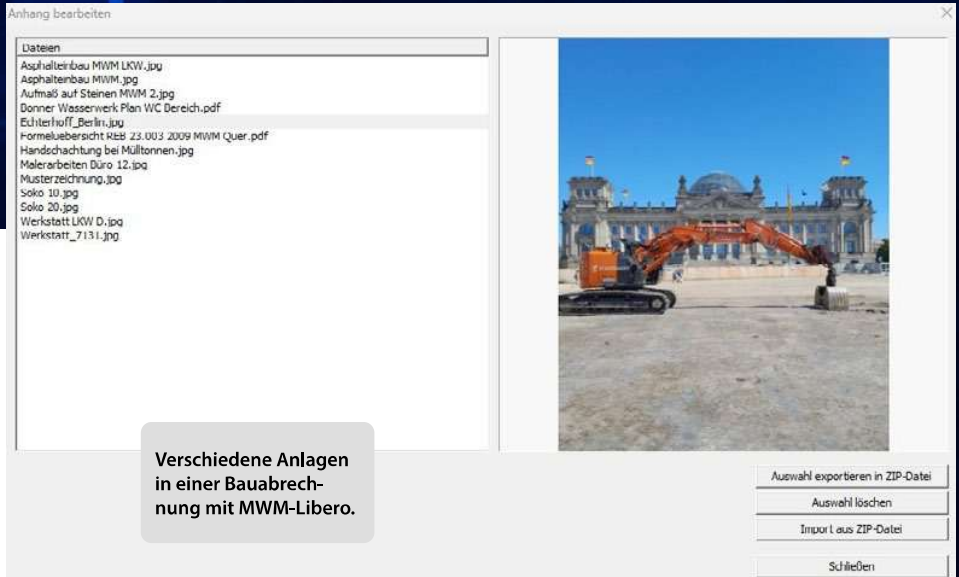 Anhang bearbeiten
Dateien
Asphalteinbau MWM LKW.jpg
Asphalteinbau MWM.jpg
Aufmaß auf Steinen MWM 2.jpg
Bonner Wasserwerk Plan WC Bereich.pdf
Echterhoff_Berlin.jpg
Formeluebersicht REB 23.003 2009 MWM Quer.pdf
Handschachtung bei Mülltonnen.jpg
Malerarbeiten Büro 12.jpg
Musterzeichnung.jpg
Soko 10.jpg
Soko 20.jpg
Werkstatt LKW D.jpg
Werkstatt_7131.jpg
Verschiedene Anlagen
in einer Bauabrech-
nung mit MWM-Libero.
Auswahl exportieren in ZIP-Datei
Auswahl löschen
Import aus ZIP-Datei
Schließen